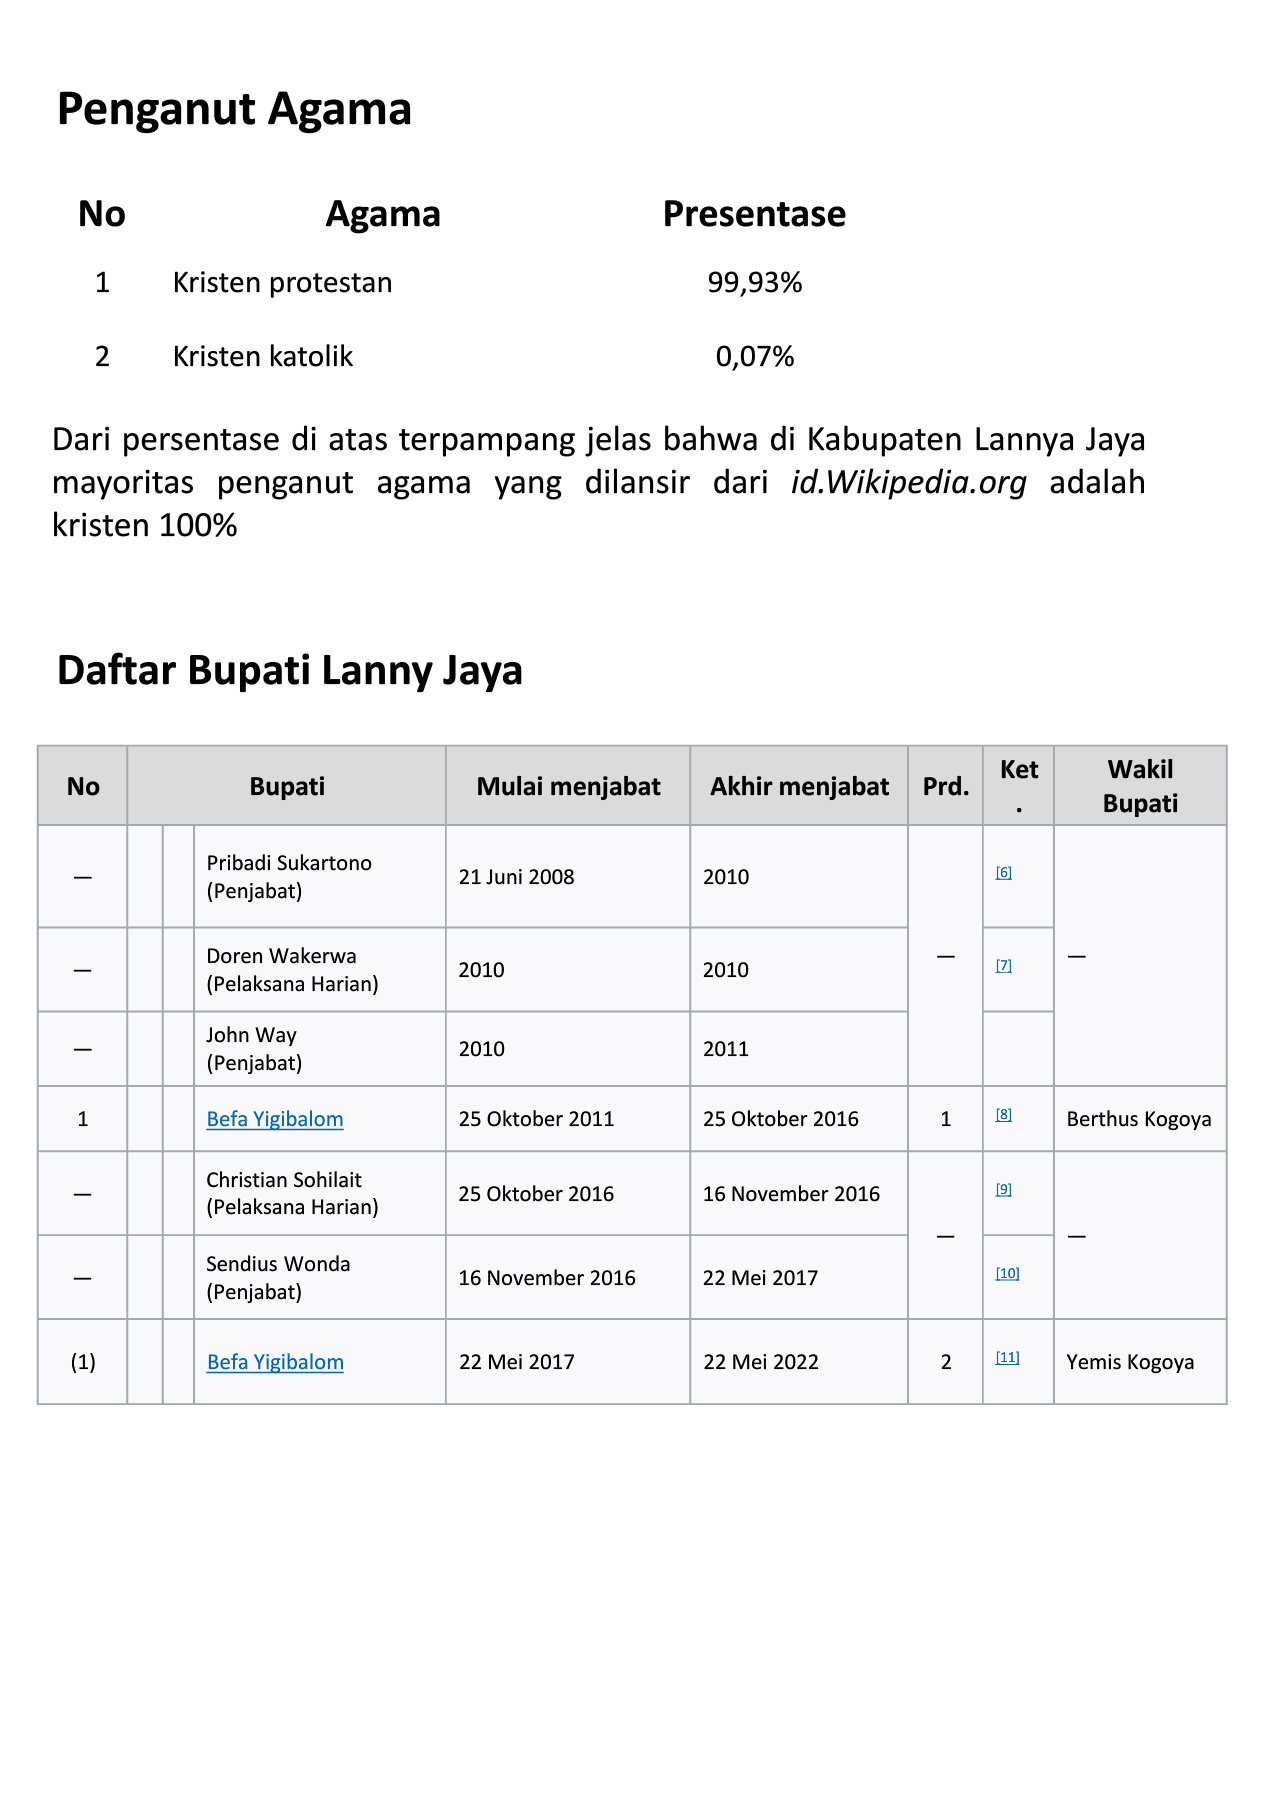 Penganut Agama
No Agama Presentase
1 Kristen protestan 99,93%
2 Kristen katolik 0,07%
Dari persentase di atas terpampang jelas bahwa di Kabupaten Lannya Jaya
mayoritas penganut agama yang dilansir dari id.Wikipedia.org adalah
kristen 100%
Daftar Bupati Lanny Jaya
No Bupati Mulai menjabat Akhir menjabat Prd. Ket
. Wakil
Bupati
— Pribadi Sukartono
(Penjabat) 21 Juni 2008 2010 — [6] —
— Doren Wakerwa
(Pelaksana Harian) 2010 2010 [7]
— John Way
(Penjabat) 2010 2011
1 Befa Yigibalom 25 Oktober 2011 25 Oktober 2016 1 [8] Berthus Kogoya
— Christian Sohilait
(Pelaksana Harian) 25 Oktober 2016 16 November 2016 — [9] —
— Sendius Wonda
(Penjabat) 16 November 2016 22 Mei 2017 [10]
(1) Befa Yigibalom 22 Mei 2017 22 Mei 2022 2 [11] Yemis Kogoya